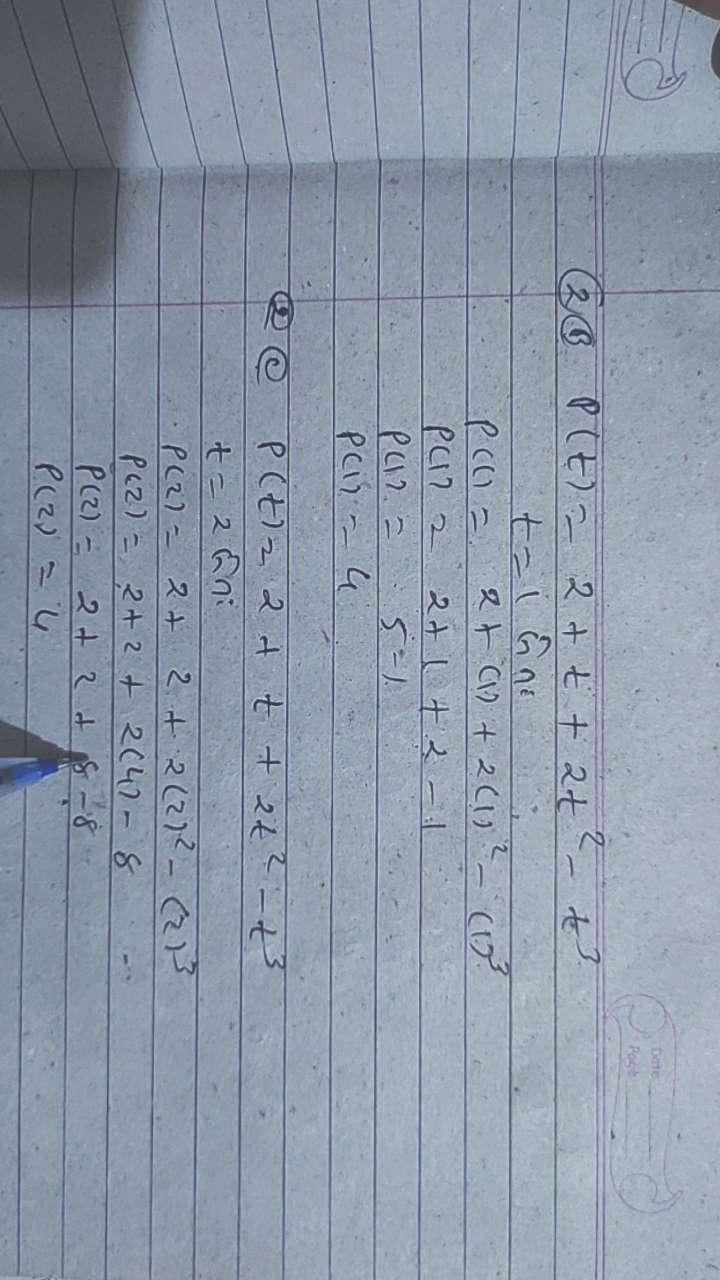 2 B P(t) = 2 + t + 2t² - t³
t = 1
P(1) = 2 + (1) + 2(1)² - (1)³
P(1) = 2 + 1 + 2 - 1
P(1) = 5 - 1
P(1) = 4
2 C P(t) = 2 + t + 2t² - t³
t = 2
P(2) = 2 + 2 + 2(2)² - (2)³
P(2) = 2 + 2 + 2(4) - 8
P(2) = 2 + 2 + 8 - 8
P(2) = 4
Date
Page